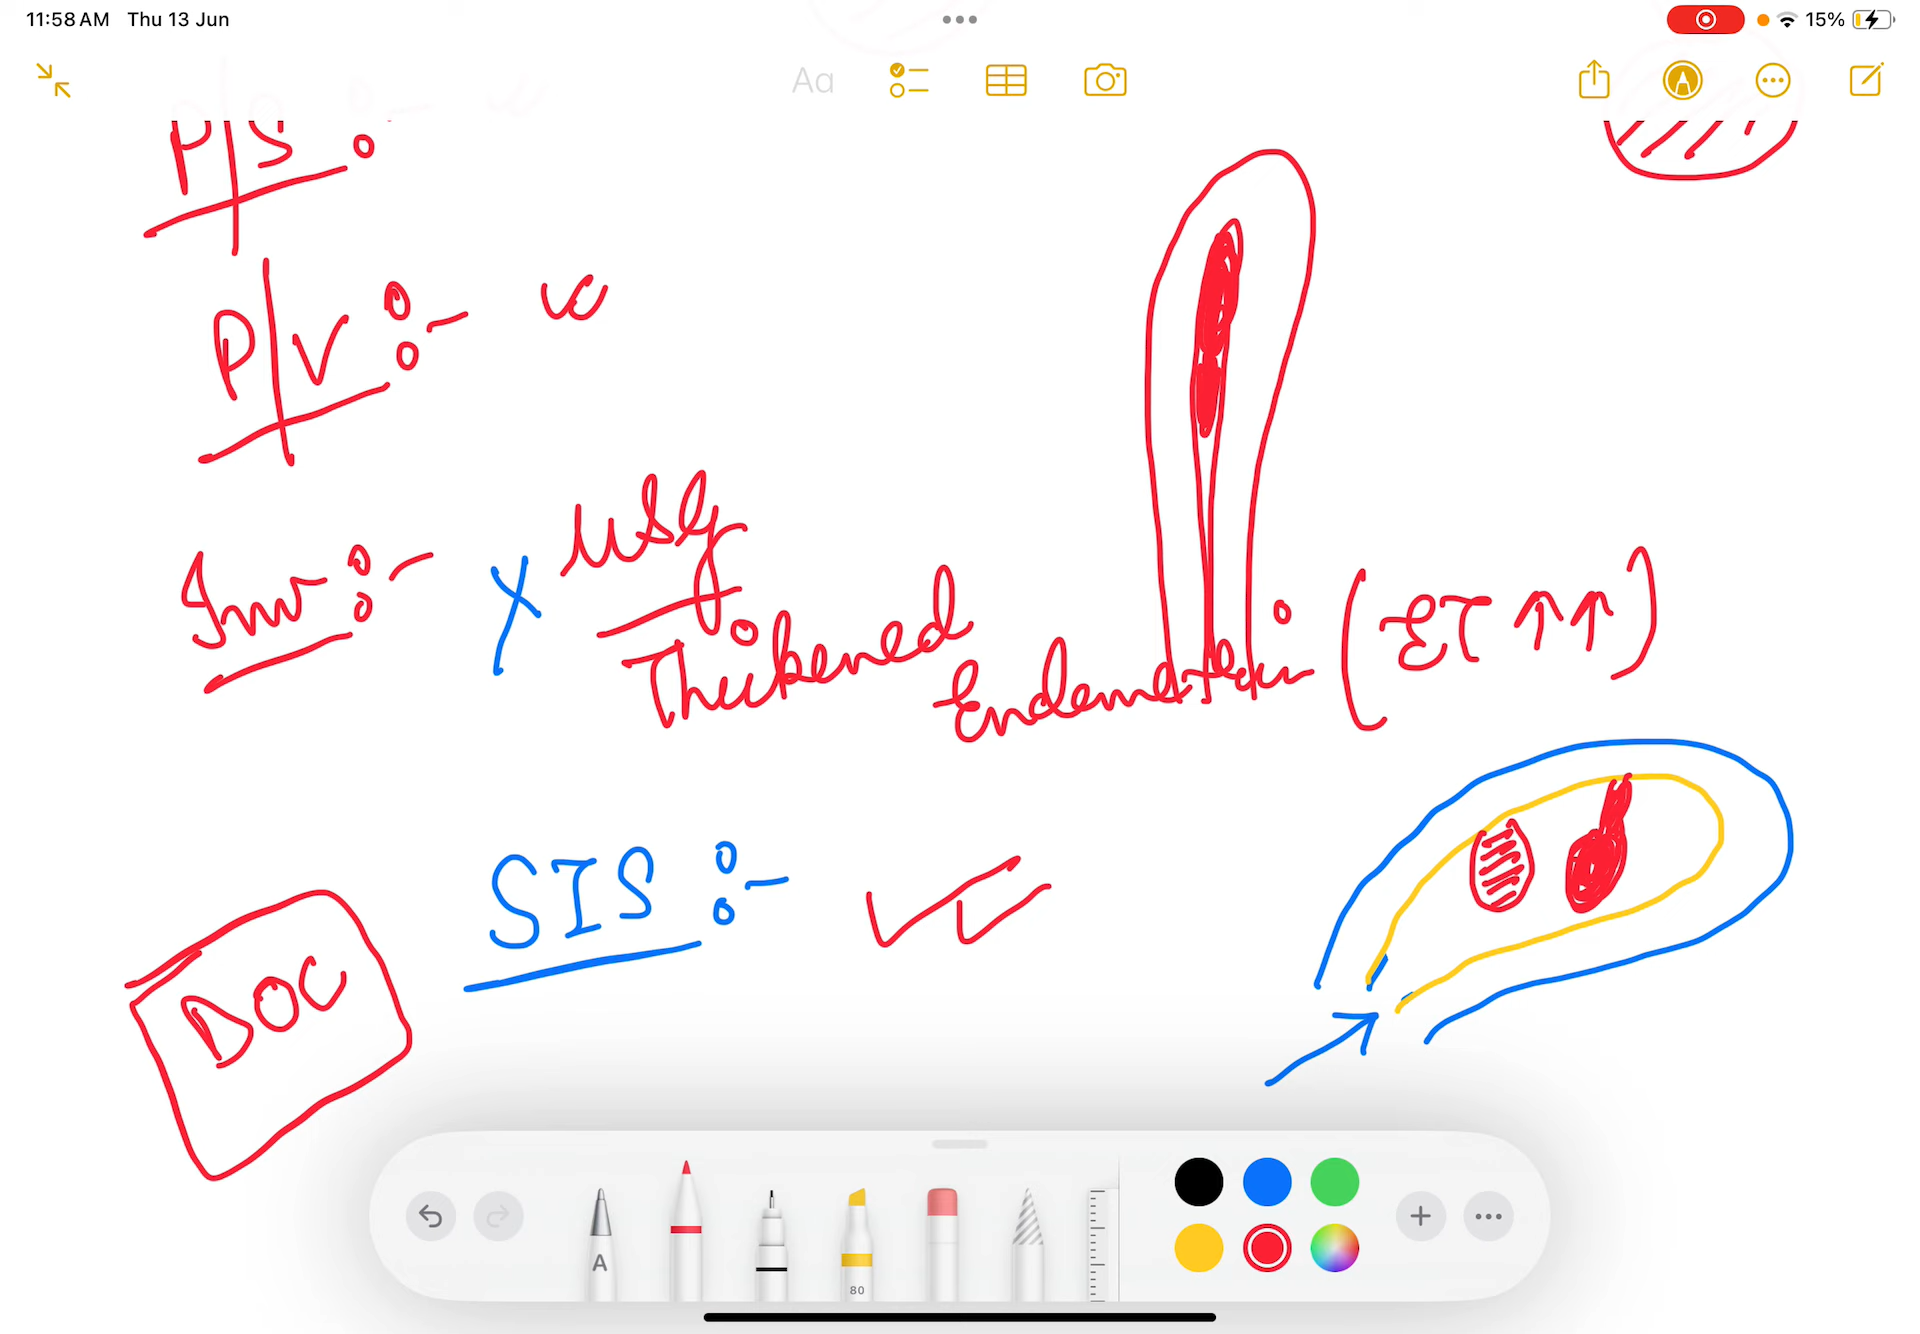 11:58 AM Thu 13 Jun
15%
Aa
P/S :
P/V :-
Inv :- X USG
Thickened Endometrium (ET ↑↑)
SIS :- ✓✓
DOC
A
80